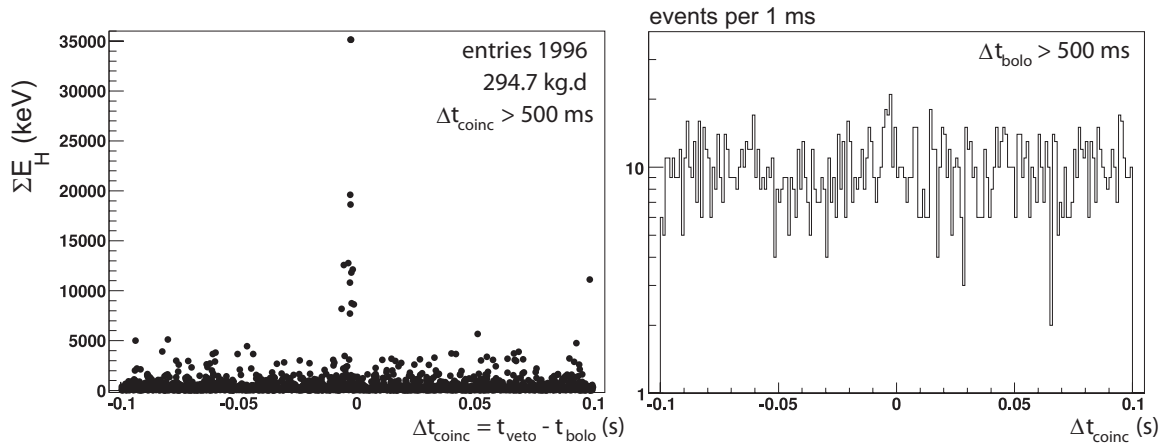 ΣE_H (keV)
35000
30000
25000
20000
15000
10000
5000
0
entries 1996
294.7 kg.d
Δt_coinc > 500 ms
-0.1 -0.05 0 0.05 0.1
Δt_coinc = t_veto - t_bolo (s)
events per 1 ms
Δt_bolo > 500 ms
10
1
-0.1 -0.05 0 0.05 0.1
Δt_coinc (s)